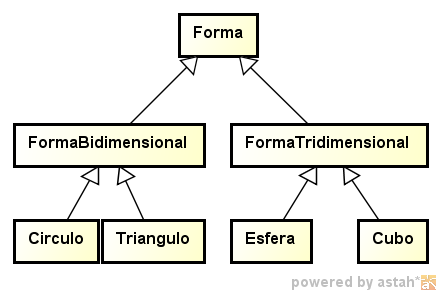 Forma
FormaBidimensional
FormaTridimensional
Circulo
Triangulo
Esfera
Cubo
powered by astah*